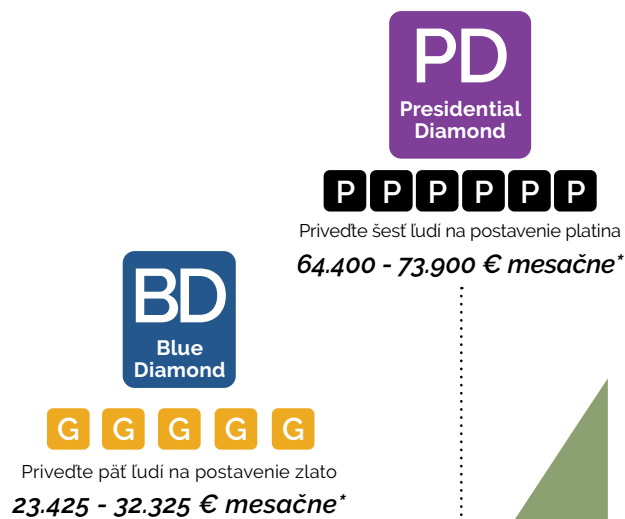 PD
Presidential
Diamond
P P P P P P
Priveďte šesť ľudí na postavenie platina
64.400 - 73.900 € mesačne*
BD
Blue
Diamond
G G G G G
Priveďte päť ľudí na postavenie zlato
23.425 - 32.325 € mesačne*